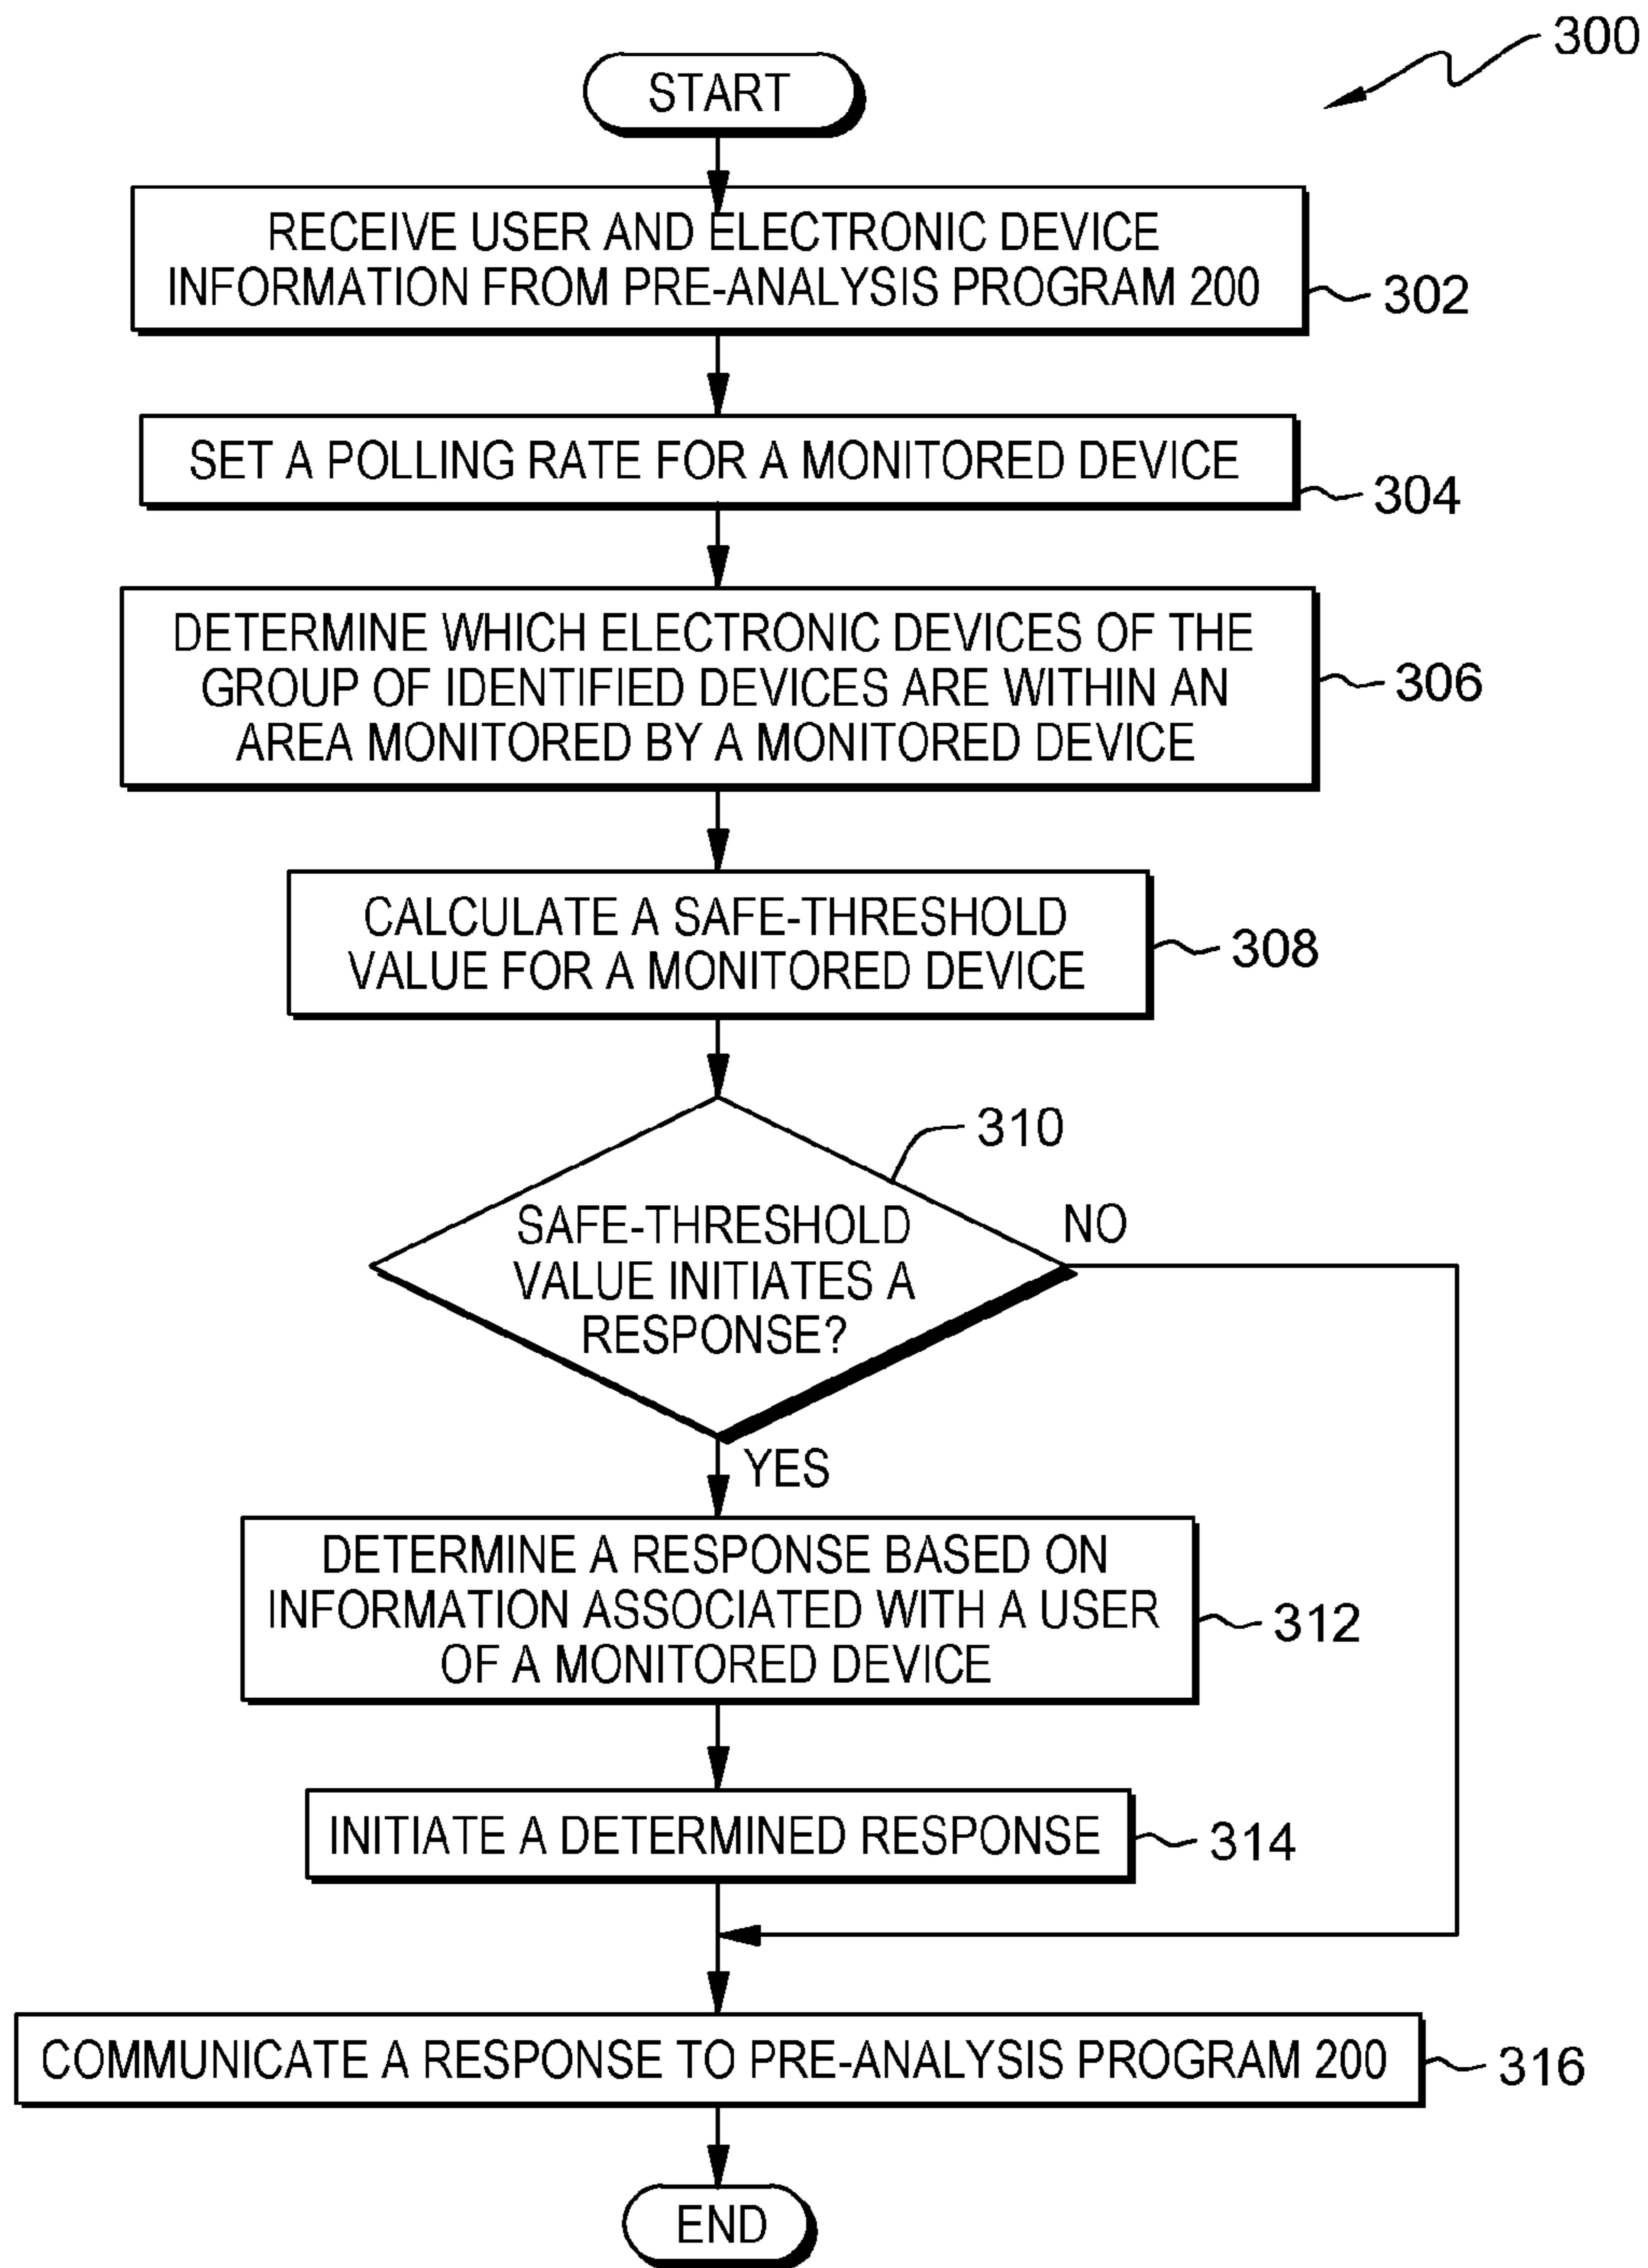 300
START
RECEIVE USER AND ELECTRONIC DEVICE
INFORMATION FROM PRE-ANALYSIS PROGRAM 200
302
SET A POLLING RATE FOR A MONITORED DEVICE
304
DETERMINE WHICH ELECTRONIC DEVICES OF THE
GROUP OF IDENTIFIED DEVICES ARE WITHIN AN
AREA MONITORED BY A MONITORED DEVICE
306
CALCULATE A SAFE-THRESHOLD
VALUE FOR A MONITORED DEVICE
308
310
SAFE-THRESHOLD
VALUE INITIATES A
RESPONSE?
NO
YES
DETERMINE A RESPONSE BASED ON
INFORMATION ASSOCIATED WITH A USER
OF A MONITORED DEVICE
312
INITIATE A DETERMINED RESPONSE
314
COMMUNICATE A RESPONSE TO PRE-ANALYSIS PROGRAM 200
316
END